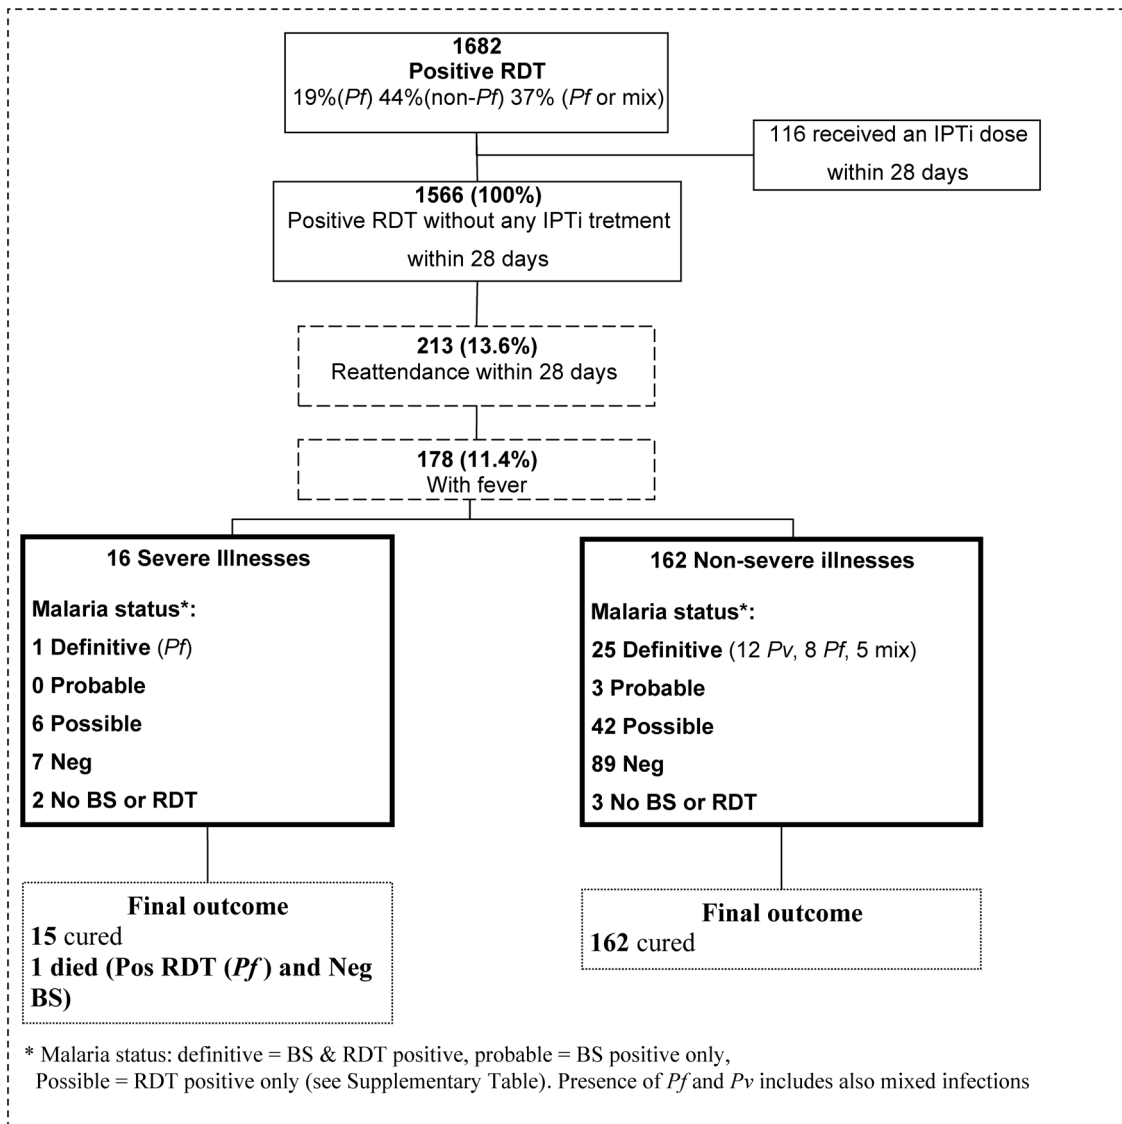 1682
Positive RDT
19%(Pf) 44%(non-Pf) 37% (Pf or mix)
116 received an IPTi dose
within 28 days
1566 (100%)
Positive RDT without any IPTi tretment
within 28 days
213 (13.6%)
Reattendance within 28 days
178 (11.4%)
With fever
16 Severe Illnesses
Malaria status*:
1 Definitive (Pf)
0 Probable
6 Possible
7 Neg
2 No BS or RDT
162 Non-severe illnesses
Malaria status*:
25 Definitive (12 Pv, 8 Pf, 5 mix)
3 Probable
42 Possible
89 Neg
3 No BS or RDT
Final outcome
15 cured
1 died (Pos RDT (Pf ) and Neg
BS)
Final outcome
162 cured
* Malaria status: definitive = BS & RDT positive, probable = BS positive only,
Possible = RDT positive only (see Supplementary Table). Presence of Pf and Pv includes also mixed infections